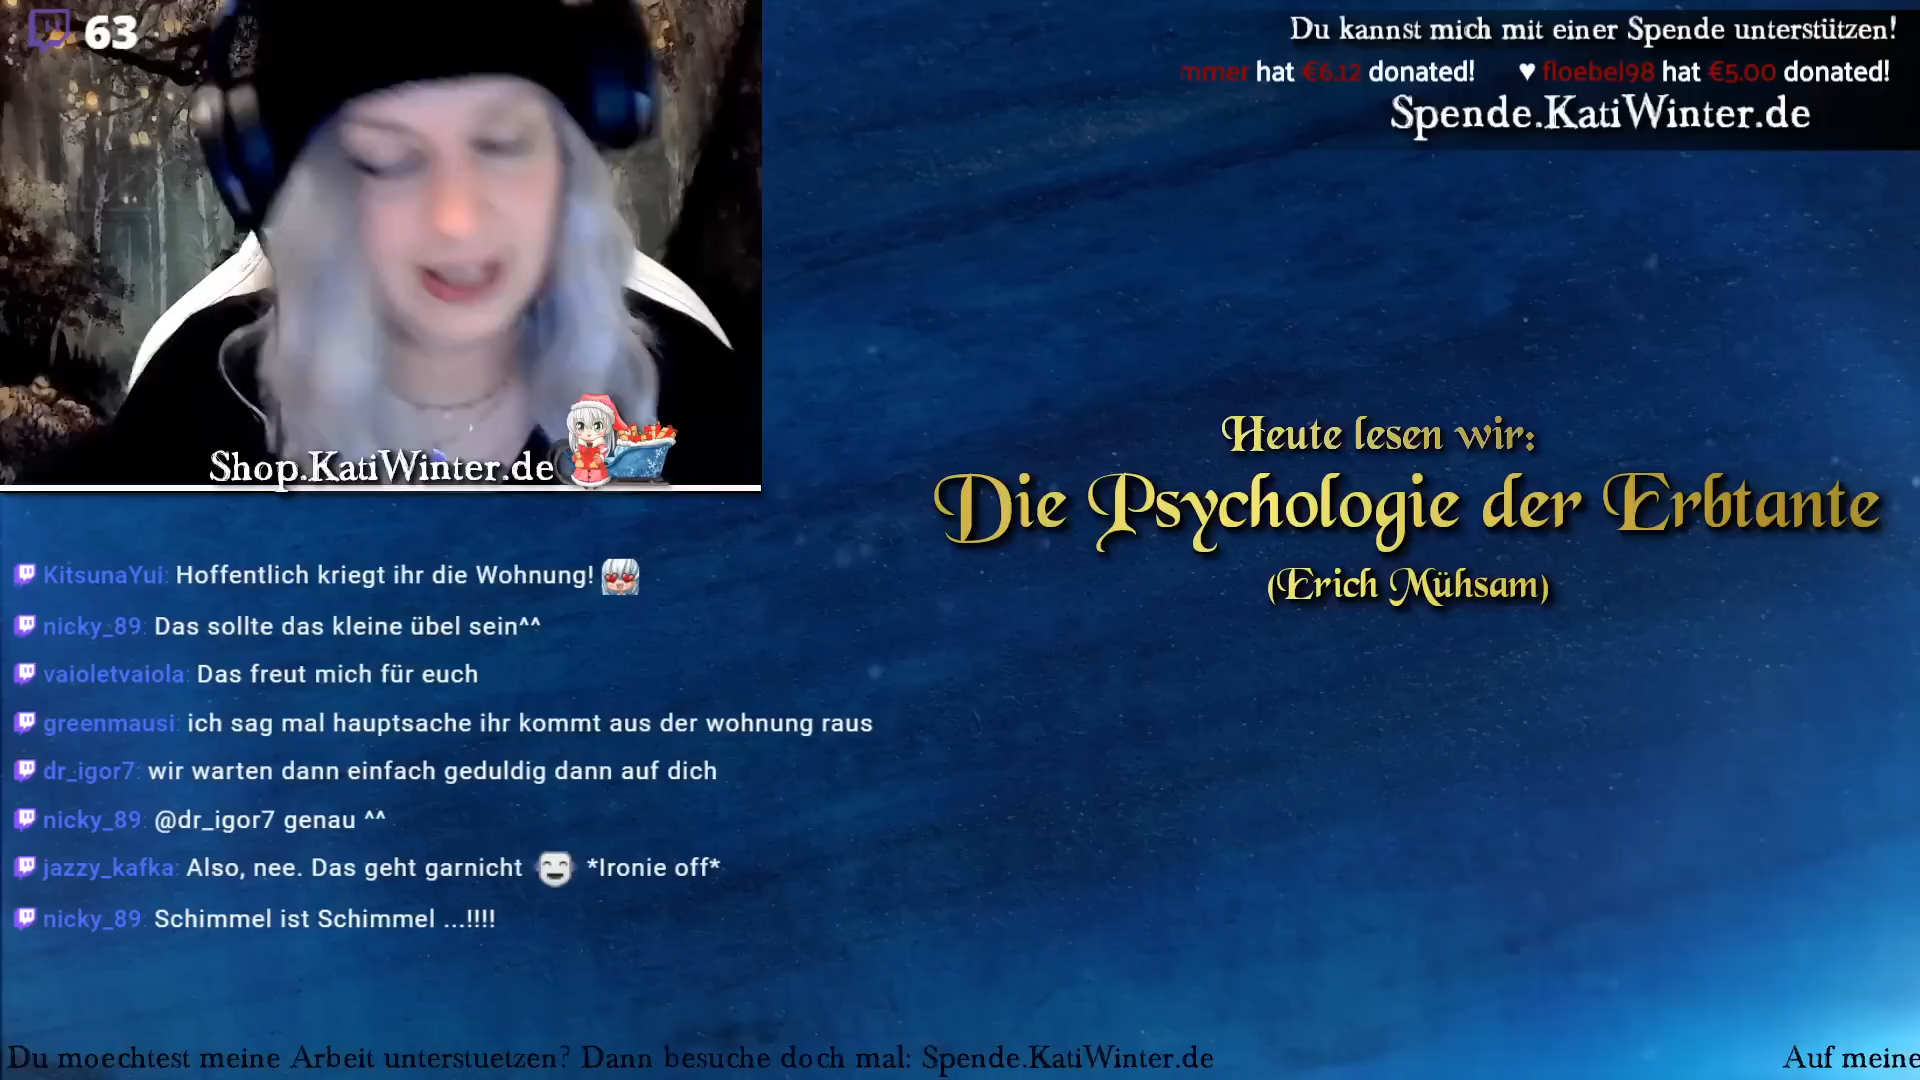 63
Du kannst mich mit einer Spende unterstützen!
mmer hat €6.12 donated! ♥ floebel98 hat €5.00 donated!
Spende.KatiWinter.de
Shop.KatiWinter.de
Heute lesen wir:
Die Psychologie der Erbtante
(Erich Mühsam)
KitsunaYui: Hoffentlich kriegt ihr die Wohnung!
nicky_89: Das sollte das kleine übel sein^^
vaioletvaiola: Das freut mich für euch
greenmausi: ich sag mal hauptsache ihr kommt aus der wohnung raus
dr_igor7: wir warten dann einfach geduldig dann auf dich
nicky_89: @dr_igor7 genau ^^
jazzy_kafka: Also, nee. Das geht garnicht *Ironie off*
nicky_89: Schimmel ist Schimmel ...!!!!
Du moechtest meine Arbeit unterstuetzen? Dann besuche doch mal: Spende.KatiWinter.de Auf meine